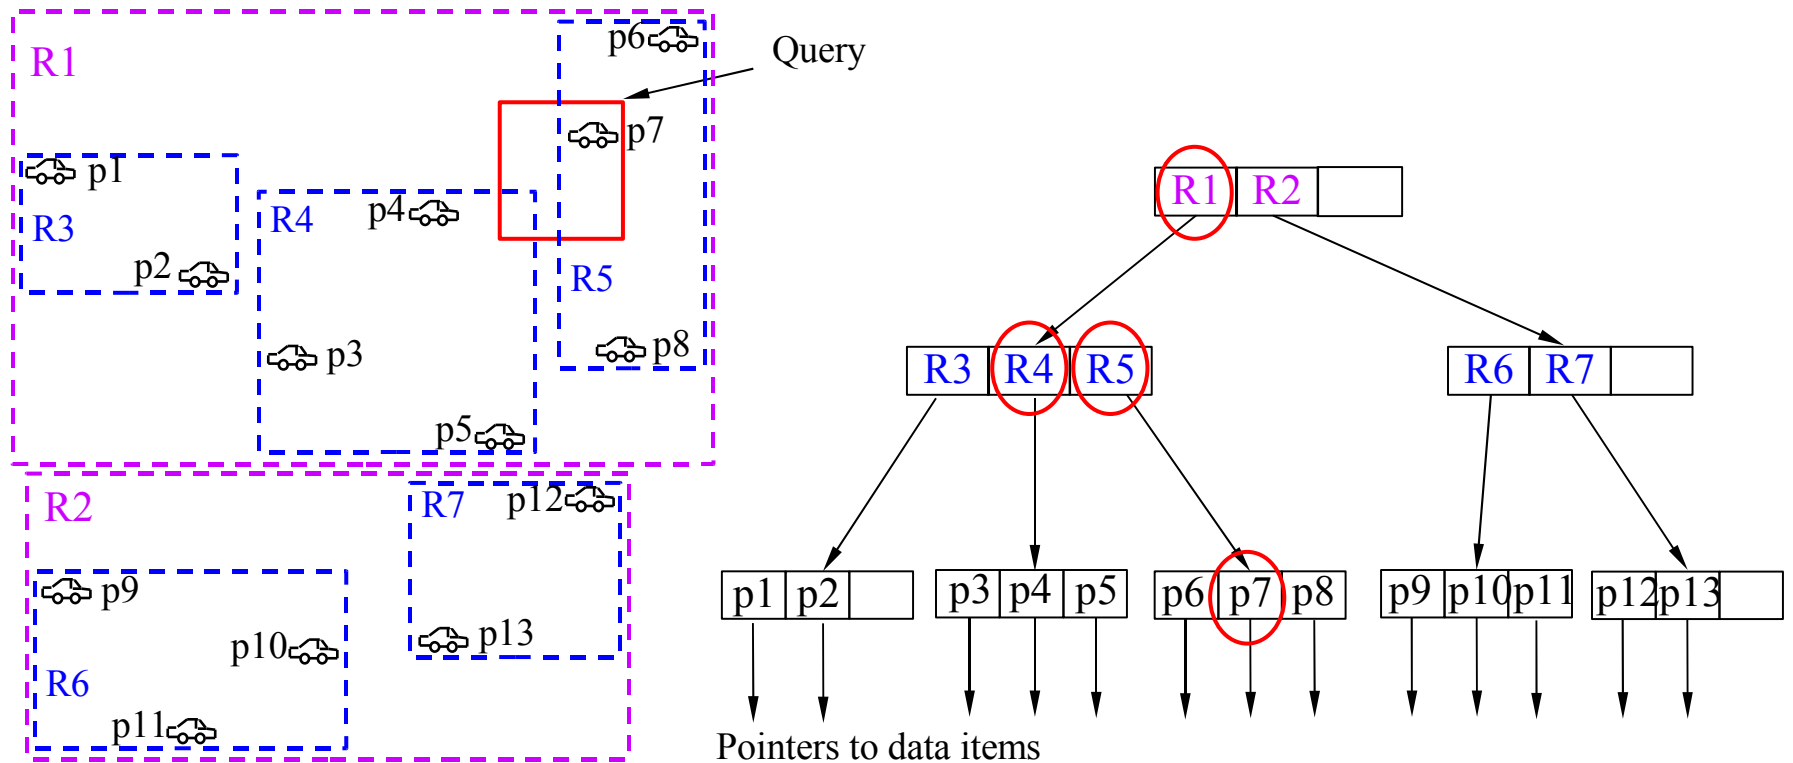 p6
Query
R1
p7
p1
R3
p4
R4
p2
R5
p3
p8
p5
R2
R7
p12
p9
p10
p13
R6
p11
R1 R2
R3 R4 R5
R6 R7
p1 p2
p3 p4 p5
p6 p7 p8
p9 p10 p11
p12 p13
Pointers to data items